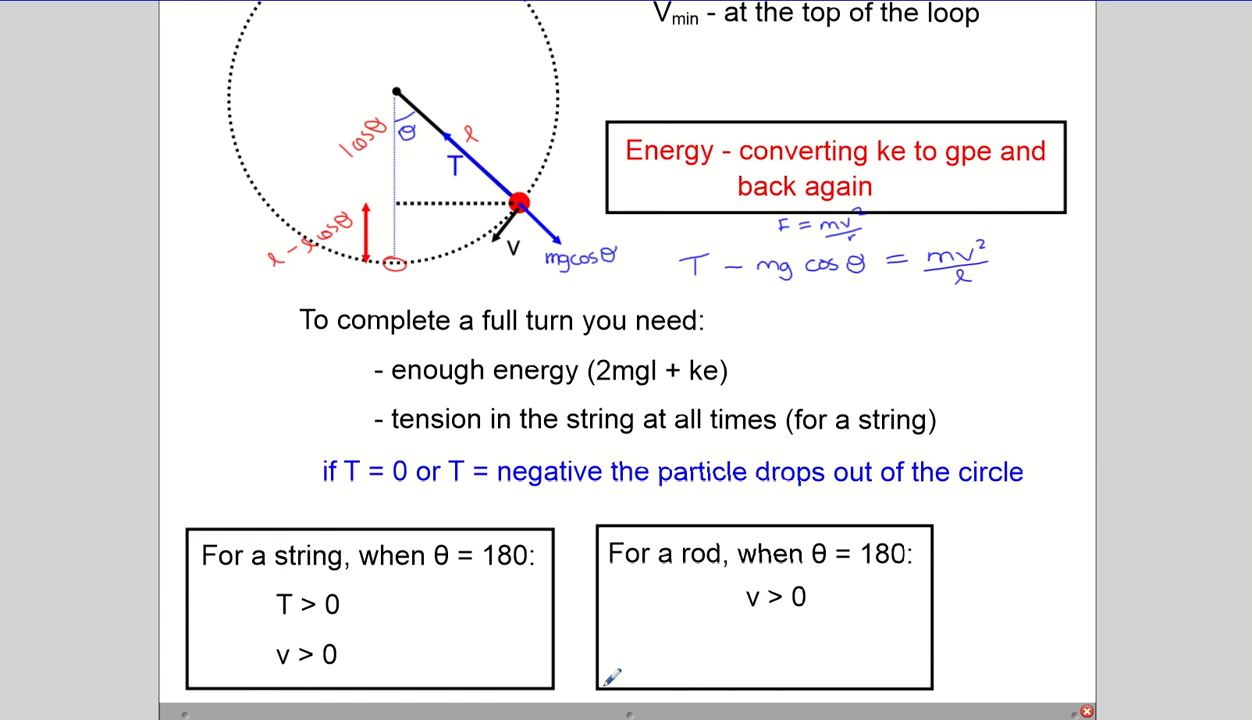 Vmin - at the top of the loop
lcosθ
θ
l
T
Energy - converting ke to gpe and
back again
l - lcosθ
v
mgcosθ
F = mv²/r
T - mg cosθ = mv²/l
To complete a full turn you need:
- enough energy (2mgl + ke)
- tension in the string at all times (for a string)
if T = 0 or T = negative the particle drops out of the circle
For a string, when θ = 180:
T > 0
v > 0
For a rod, when θ = 180:
v > 0